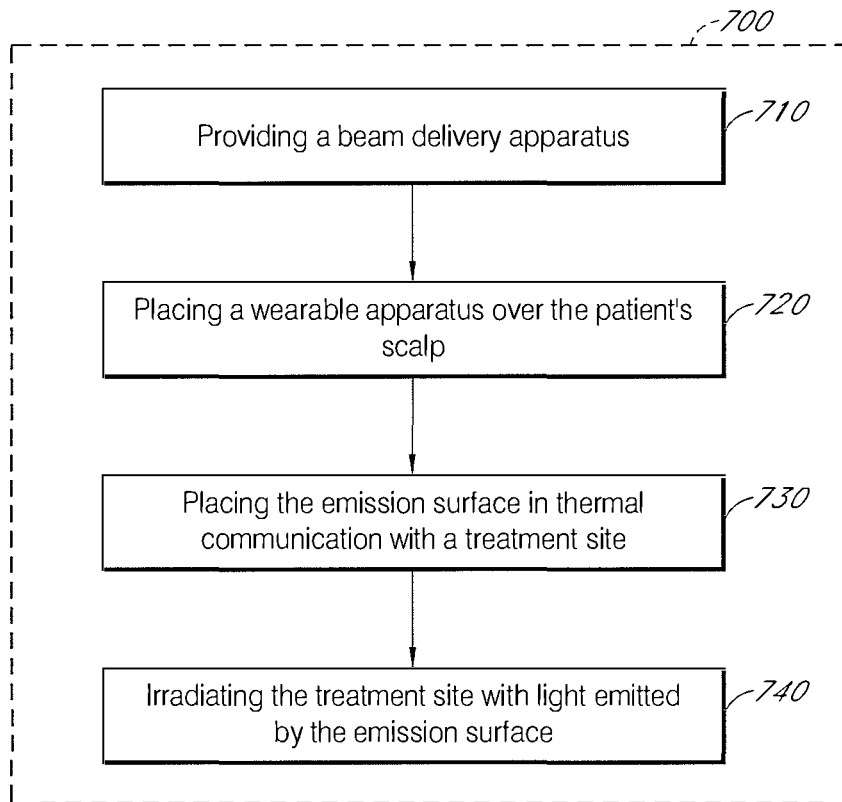 700
Providing a beam delivery apparatus
710
Placing a wearable apparatus over the patient's
scalp
720
Placing the emission surface in thermal
communication with a treatment site
730
Irradiating the treatment site with light emitted
by the emission surface
740